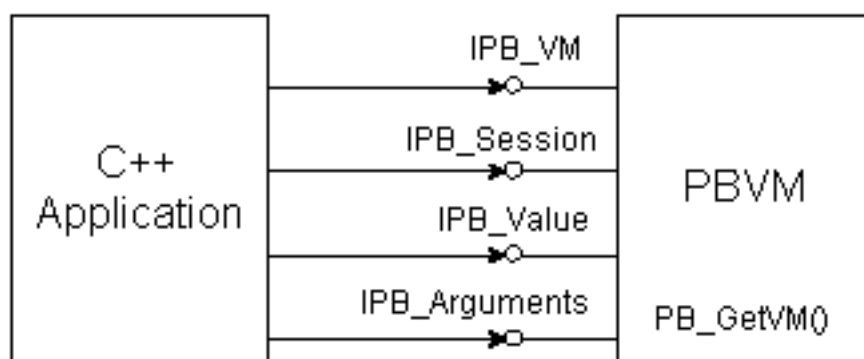 C++
Application
IPB_VM
IPB_Session
IPB_Value
IPB_Arguments
PBVM
PB_GetVM()